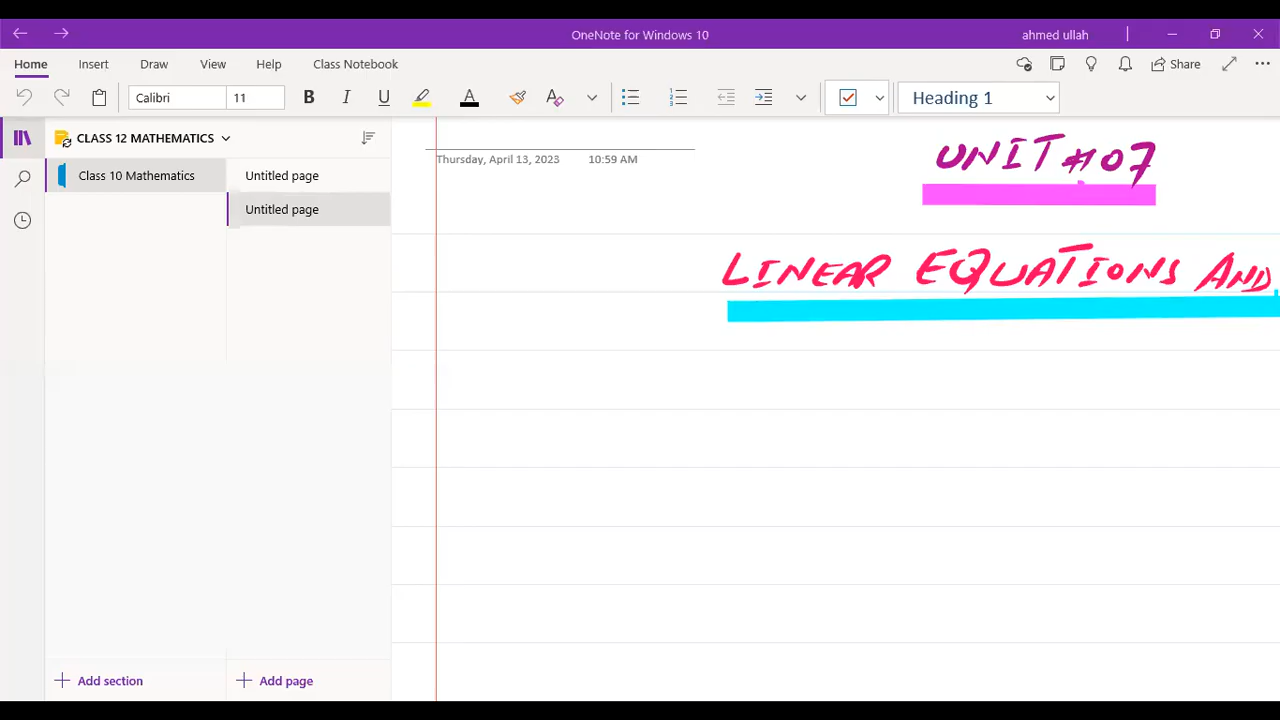 OneNote for Windows 10
ahmed ullah
Home Insert Draw View Help Class Notebook
Share
Calibri 11 B I U A Heading 1
CLASS 12 MATHEMATICS
Class 10 Mathematics
Untitled page
Untitled page
Thursday, April 13, 2023 10:59 AM
UNIT #07
LINEAR EQUATIONS AND
Add section
Add page